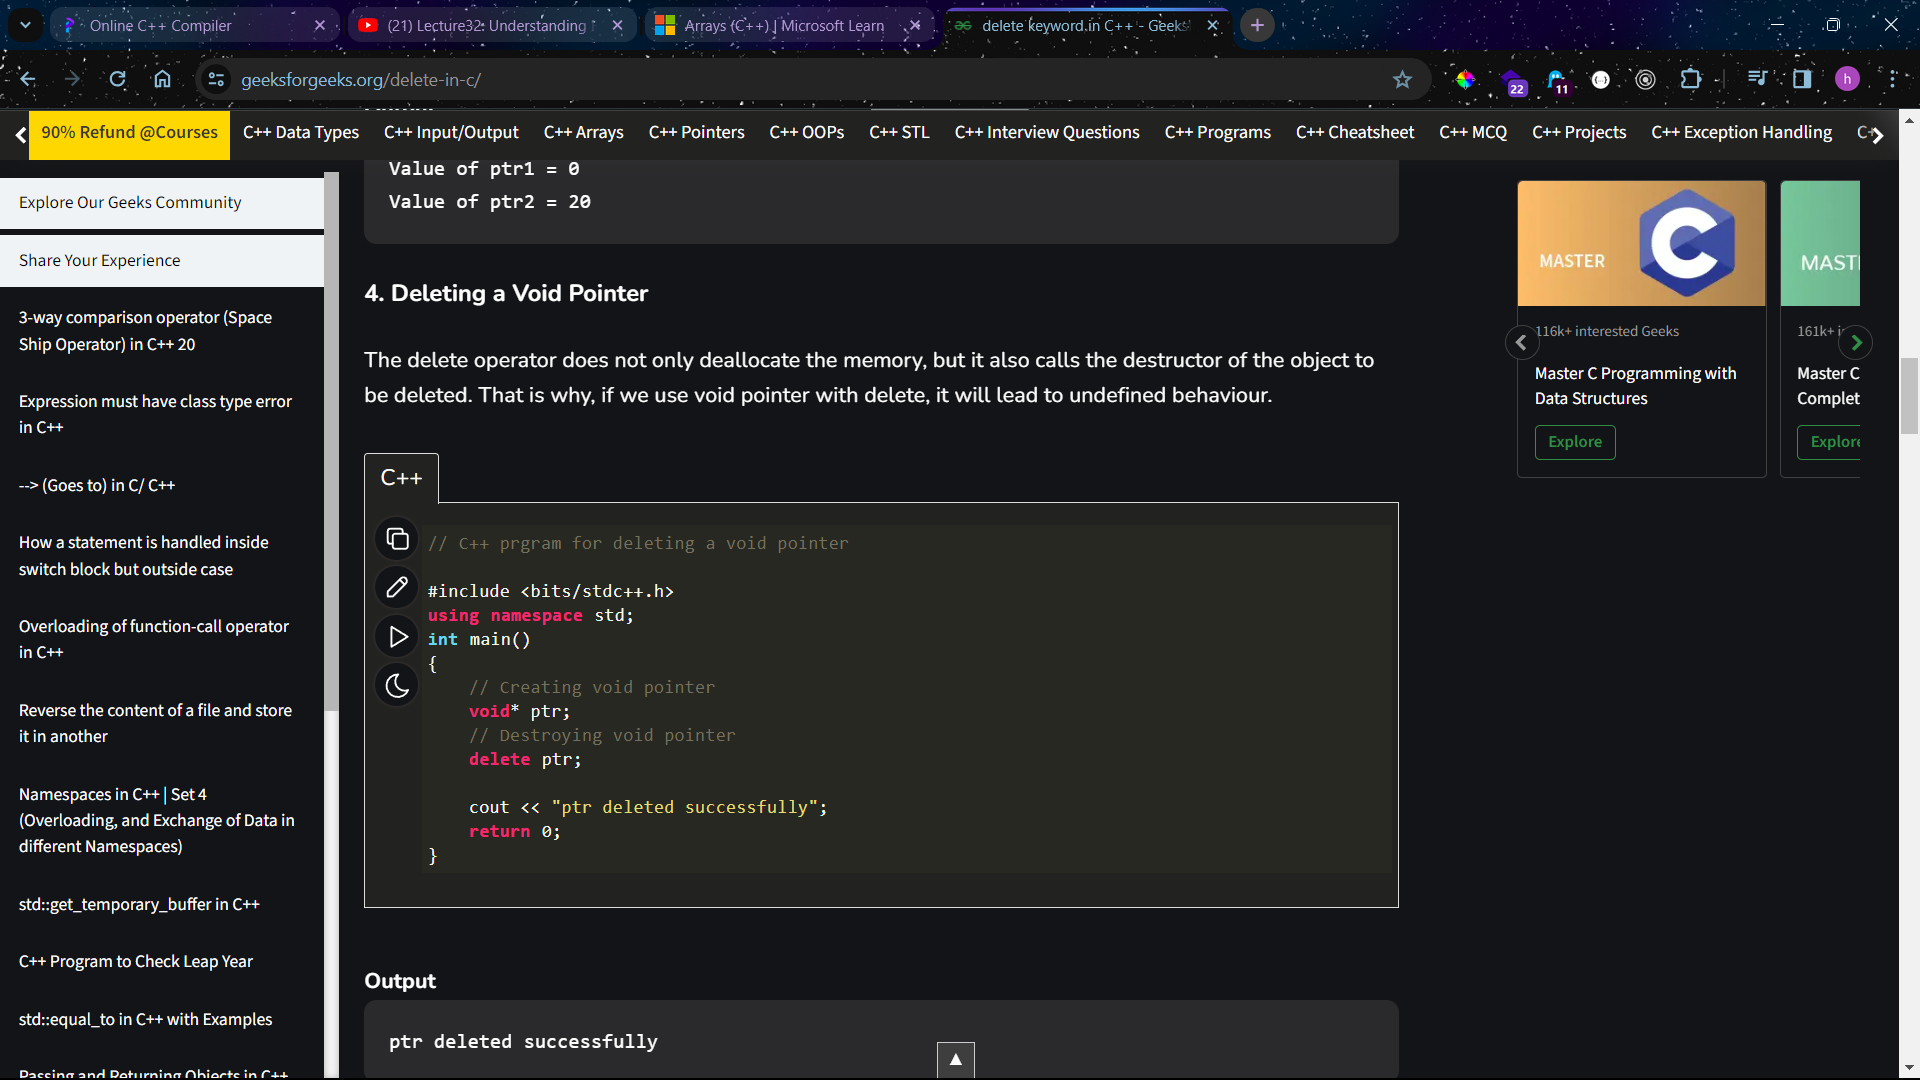 Online C++ Compiler
(21) Lecture32: Understanding
Arrays (C++) | Microsoft Learn
delete keyword in C++ - Geeks
geeksforgeeks.org/delete-in-c/
22
11
h
90% Refund @Courses
C++ Data Types
C++ Input/Output
C++ Arrays
C++ Pointers
C++ OOPs
C++ STL
C++ Interview Questions
C++ Programs
C++ Cheatsheet
C++ MCQ
C++ Projects
C++ Exception Handling
Explore Our Geeks Community
Share Your Experience
3-way comparison operator (Space
Ship Operator) in C++ 20
Expression must have class type error
in C++
--> (Goes to) in C/ C++
How a statement is handled inside
switch block but outside case
Overloading of function-call operator
in C++
Reverse the content of a file and store
it in another
Namespaces in C++ | Set 4
(Overloading, and Exchange of Data in
different Namespaces)
std::get_temporary_buffer in C++
C++ Program to Check Leap Year
std::equal_to in C++ with Examples
Passing and Returning Objects in C++
Value of ptr1 = 0
Value of ptr2 = 20
4. Deleting a Void Pointer
The delete operator does not only deallocate the memory, but it also calls the destructor of the object to
be deleted. That is why, if we use void pointer with delete, it will lead to undefined behaviour.
C++
// C++ prgram for deleting a void pointer
#include <bits/stdc++.h>
using namespace std;
int main()
{
// Creating void pointer
void* ptr;
// Destroying void pointer
delete ptr;
cout << "ptr deleted successfully";
return 0;
}
Output
ptr deleted successfully
MASTER
C
116k+ interested Geeks
Master C Programming with
Data Structures
Explore
MAST
161k+
Master C
Complet
Explore